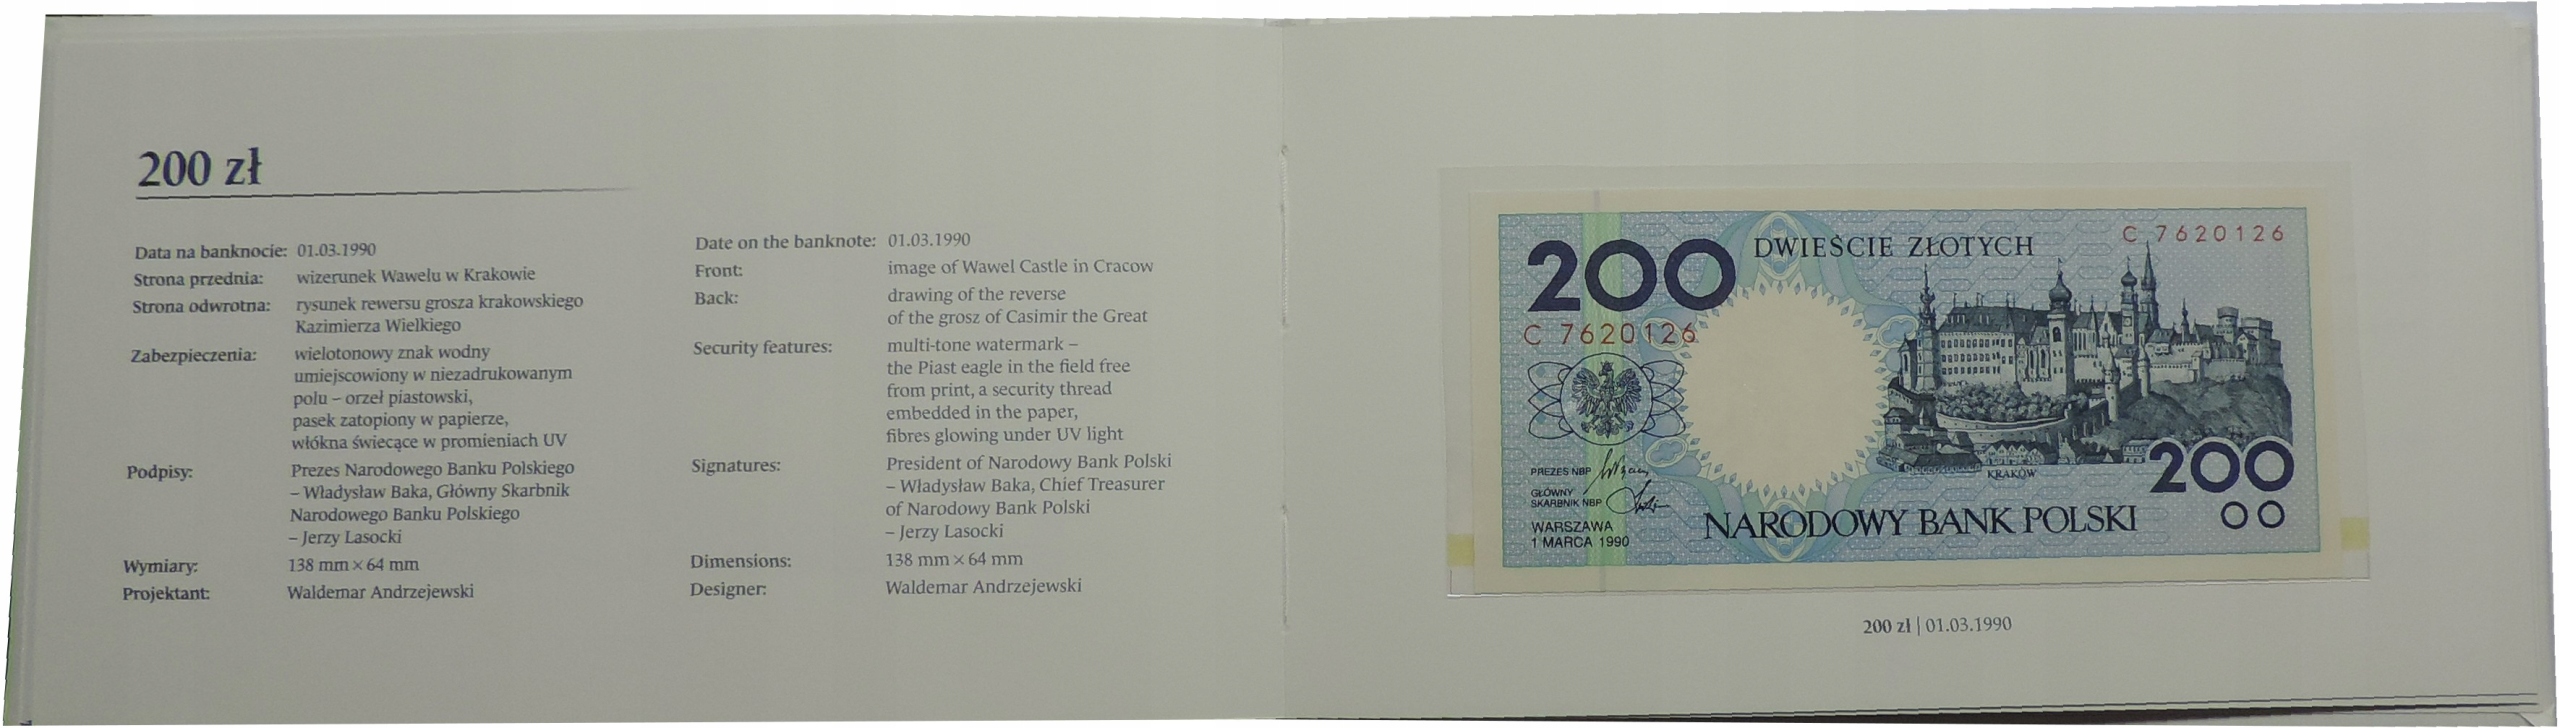 200 zł
Data na banknocie: 01.03.1990
Strona przednia: wizerunek Wawelu w Krakowie
Strona odwrotna: rysunek rewersu grosza krakowskiego
Kazimierza Wielkiego
Zabezpieczenia: wielotonowy znak wodny
umiejscowiony w niezadrukowanym
polu – orzeł piastowski,
pasek zatopiony w papierze,
włókna świecące w promieniach UV
Podpisy: Prezes Narodowego Banku Polskiego
– Władysław Baka, Główny Skarbnik
Narodowego Banku Polskiego
– Jerzy Lasocki
Wymiary: 138 mm × 64 mm
Projektant: Waldemar Andrzejewski
Date on the banknote: 01.03.1990
Front: image of Wawel Castle in Cracow
Back: drawing of the reverse
of the grosz of Casimir the Great
Security features: multi-tone watermark –
the Piast eagle in the field free
from print, a security thread
embedded in the paper,
fibres glowing under UV light
Signatures: President of Narodowy Bank Polski
– Władysław Baka, Chief Treasurer
of Narodowy Bank Polski
– Jerzy Lasocki
Dimensions: 138 mm × 64 mm
Designer: Waldemar Andrzejewski
200 DWIEŚCIE ZŁOTYCH C 7620126
C 7620126
KRAKÓW
200
PREZES NBP
GŁÓWNY
SKARBNIK NBP
WARSZAWA
1 MARCA 1990
NARODOWY BANK POLSKI
200 zł | 01.03.1990